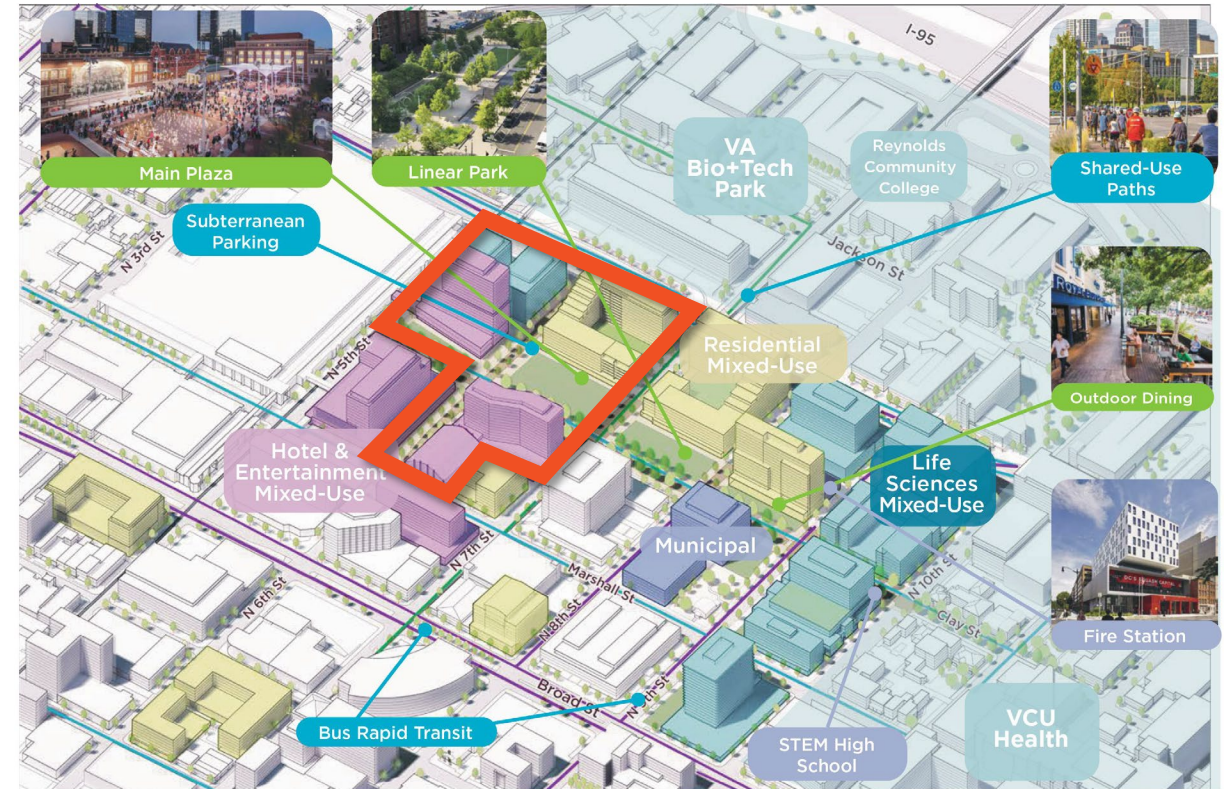 I-95
Main Plaza
Linear Park
VA
Bio+Tech
Park
Reynolds
Community
College
Shared-Use
Paths
Subterranean
Parking
N 3rd St
Jackson St
N 5th St
Residential
Mixed-Use
Outdoor Dining
Hotel &
Entertainment
Mixed-Use
Life
Sciences
Mixed-Use
Municipal
N 7th St
Marshall St
N 6th St
N 8th St
N 10th St
Clay St
Fire Station
Broad St
Bus Rapid Transit
STEM High
School
VCU
Health